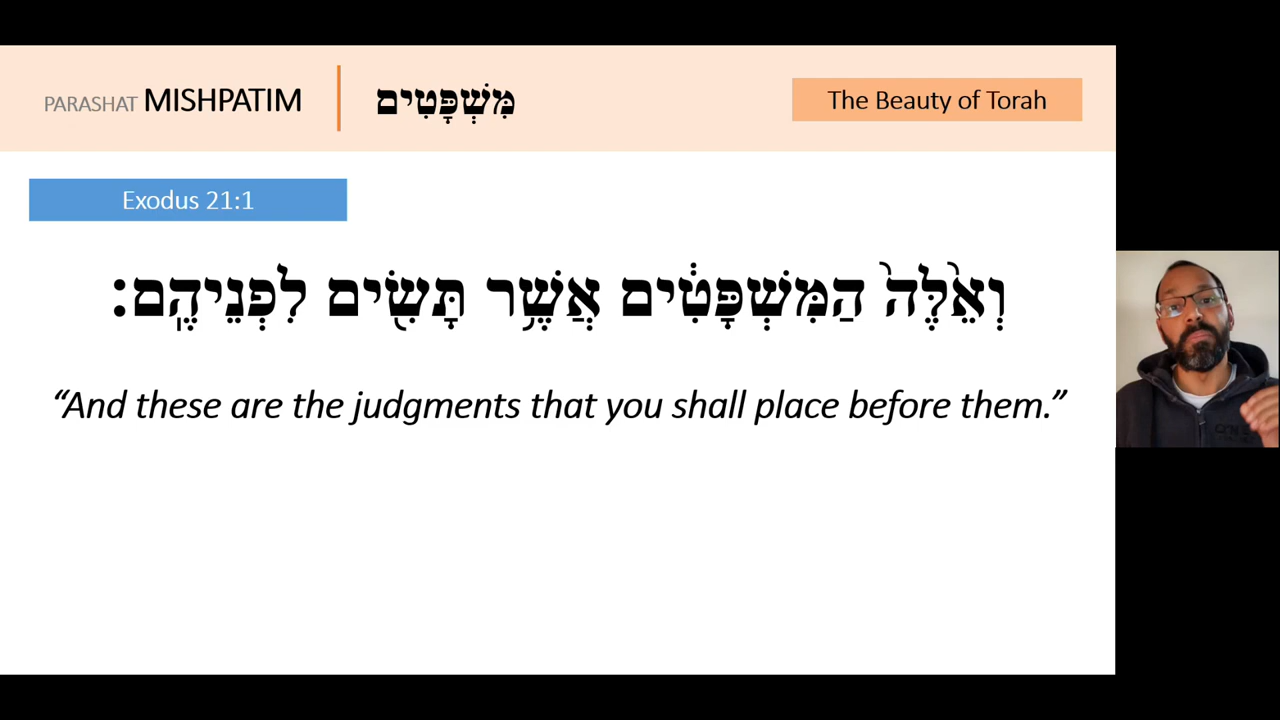 PARASHAT MISHPATIM
מִּשְׁפָּטִים
The Beauty of Torah
Exodus 21:1
וְאֵ֙לֶּה֙ הַמִּשְׁפָּטִ֔ים אֲשֶׁ֥ר תָּשִׂ֖ים לִפְנֵיהֶֽם׃
“And these are the judgments that you shall place before them.”